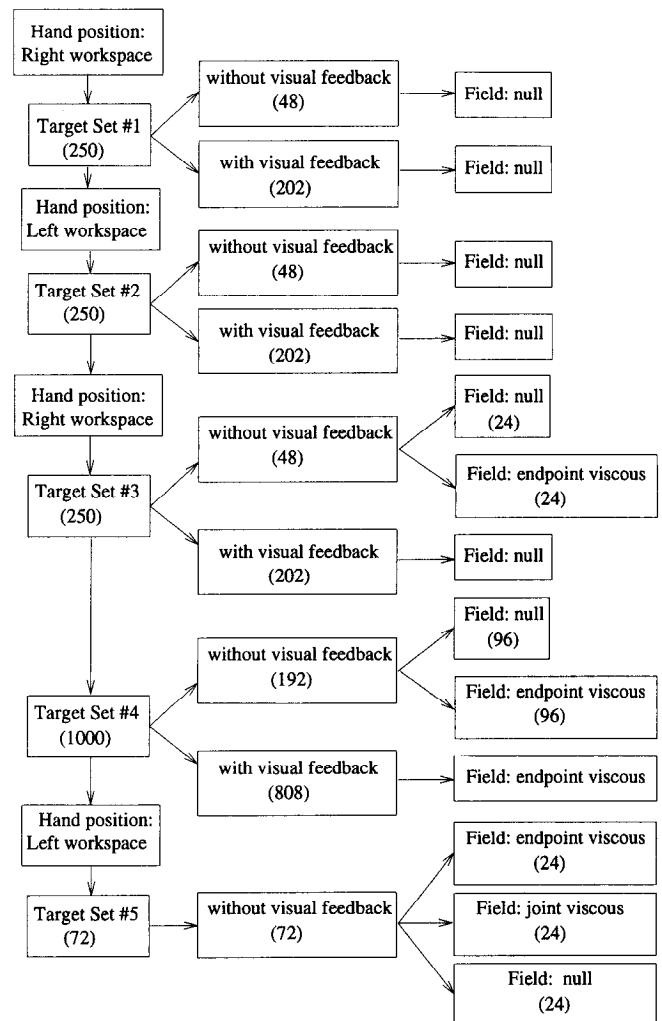 Hand position:
Right workspace
without visual feedback
(48)
Field: null
Target Set #1
(250)
with visual feedback
(202)
Field: null
Hand position:
Left workspace
without visual feedback
(48)
Field: null
Target Set #2
(250)
with visual feedback
(202)
Field: null
Hand position:
Right workspace
without visual feedback
(48)
Field: null
(24)
Field: endpoint viscous
(24)
Target Set #3
(250)
with visual feedback
(202)
Field: null
without visual feedback
(192)
Field: null
(96)
Field: endpoint viscous
(96)
Target Set #4
(1000)
with visual feedback
(808)
Field: endpoint viscous
Hand position:
Left workspace
Target Set #5
(72)
without visual feedback
(72)
Field: endpoint viscous
(24)
Field: joint viscous
(24)
Field: null
(24)